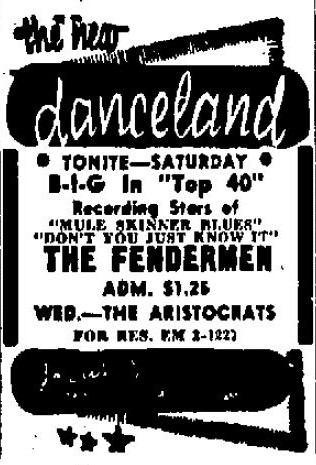 the new
danceland
• TONITE—SATURDAY •
B-I-G In "Top 40"
Recording Stars of
"MULE SKINNER BLUES"
"DON'T YOU JUST KNOW IT"
THE FENDERMEN
ADM. $1.25
WED.—THE ARISTOCRATS
FOR RES. EM 2-1227